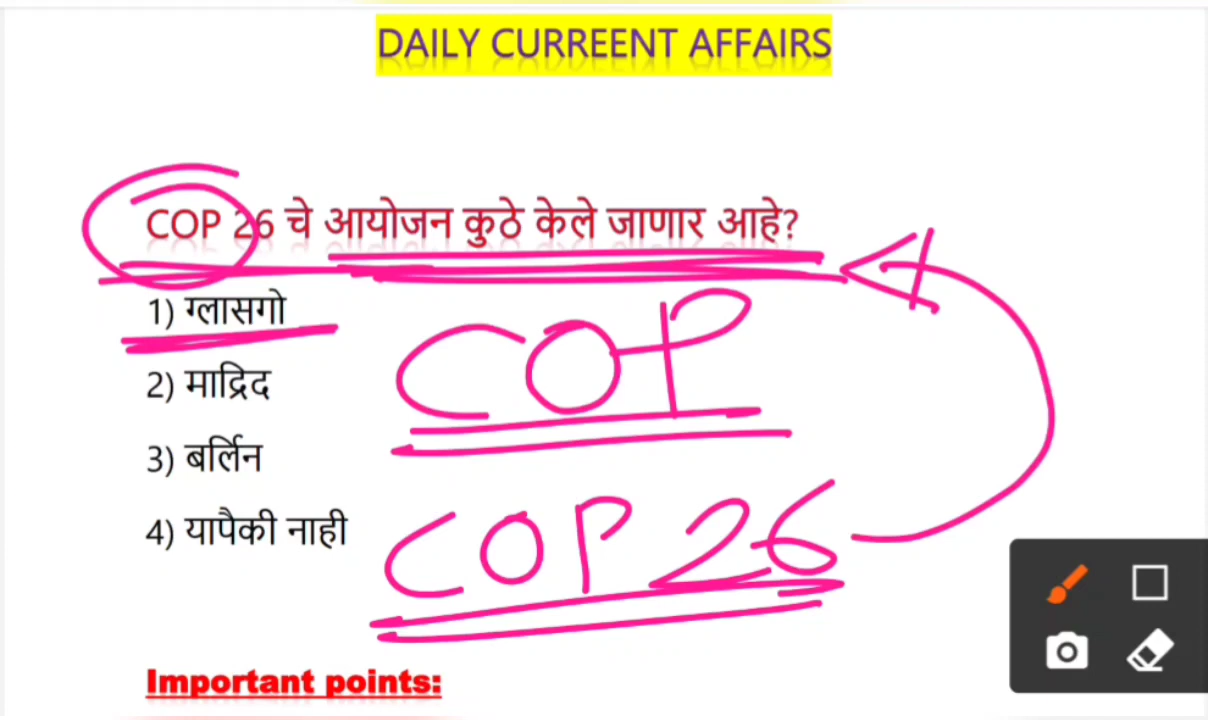 DAILY CURREENT AFFAIRS
COP 26 चे आयोजन कुठे केले जाणार आहे?
1) ग्लासगो
COP
2) माद्रिद
3) बर्लिन
4) यापैकी नाही
COP 26
Important points: